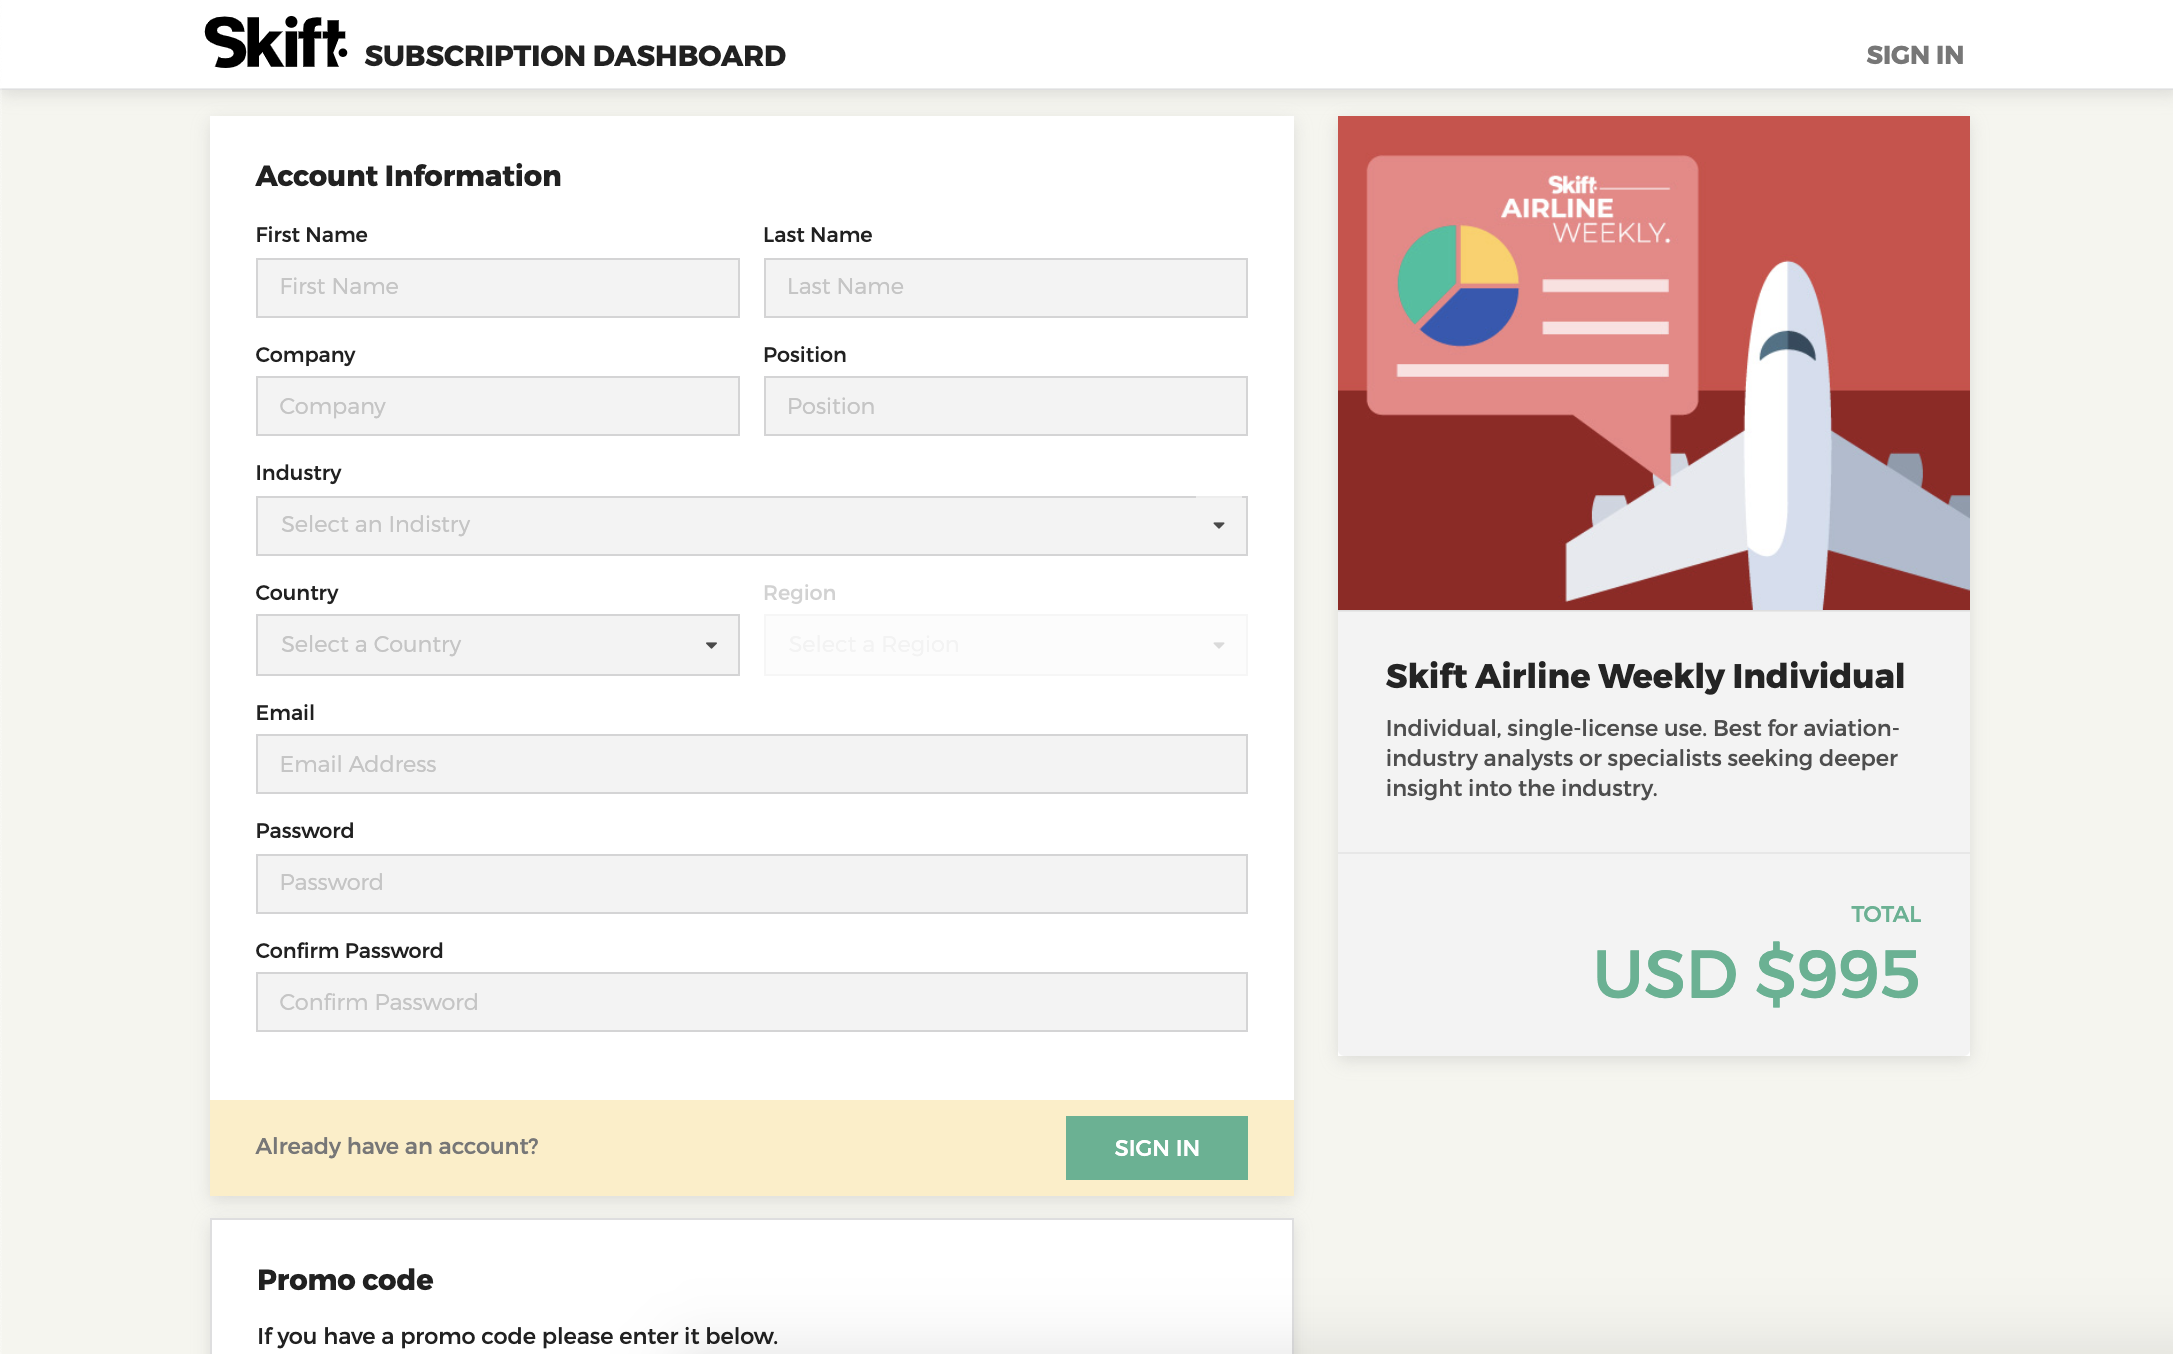 Skift SUBSCRIPTION DASHBOARD
SIGN IN
Account Information
First Name
Last Name
First Name
Last Name
Company
Position
Company
Position
Industry
Select an Indistry
Country
Region
Select a Country
Select a Region
Email
Email Address
Password
Password
Confirm Password
Confirm Password
Already have an account?
SIGN IN
Promo code
If you have a promo code please enter it below.
Skift
AIRLINE
WEEKLY.
Skift Airline Weekly Individual
Individual, single-license use. Best for aviation-
industry analysts or specialists seeking deeper
insight into the industry.
TOTAL
USD $995